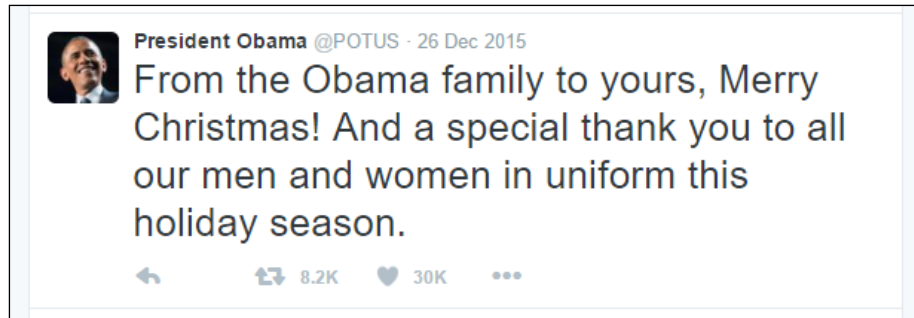 President Obama @POTUS · 26 Dec 2015
From the Obama family to yours, Merry
Christmas! And a special thank you to all
our men and women in uniform this
holiday season.
8.2K 30K